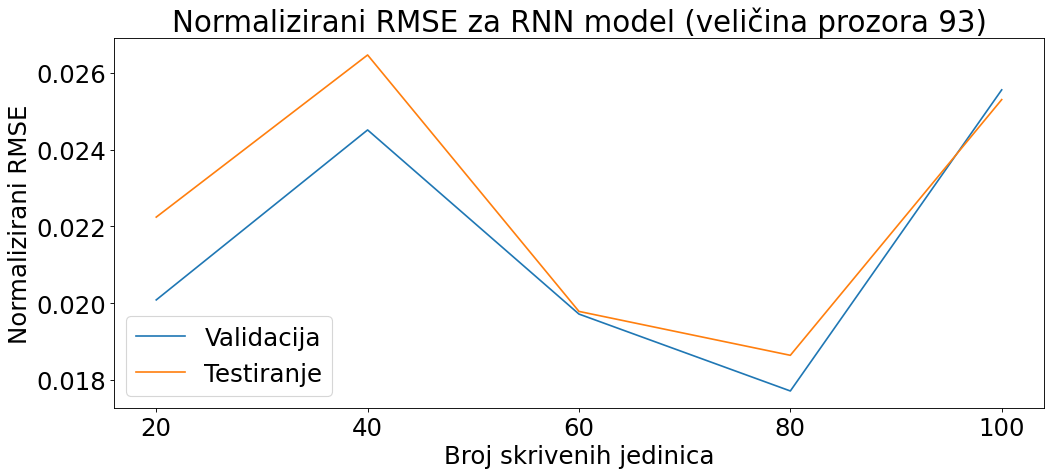 Normalizirani RMSE za RNN model (veličina prozora 93)
Normalizirani RMSE
0.026
0.024
0.022
0.020
0.018
Validacija
Testiranje
20 40 60 80 100
Broj skrivenih jedinica